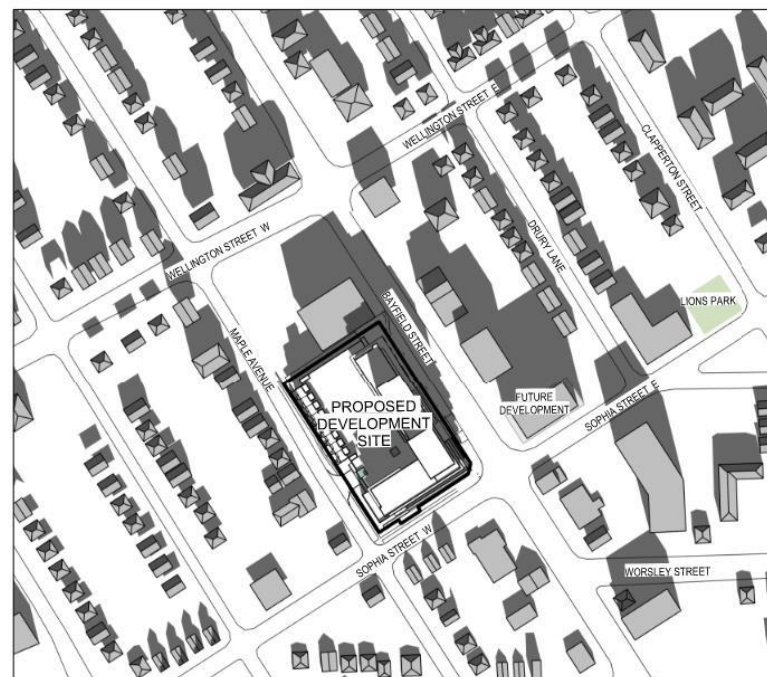 WELLINGTON STREET E
CLAPPERTON STREET
DRURY LANE
WELLINGTON STREET W
LIONS PARK
BAYFIELD STREET
MAPLE AVENUE
PROPOSED
DEVELOPMENT
SITE
FUTURE
DEVELOPMENT
SOPHIA STREET E
SOPHIA STREET W
WORSLEY STREET